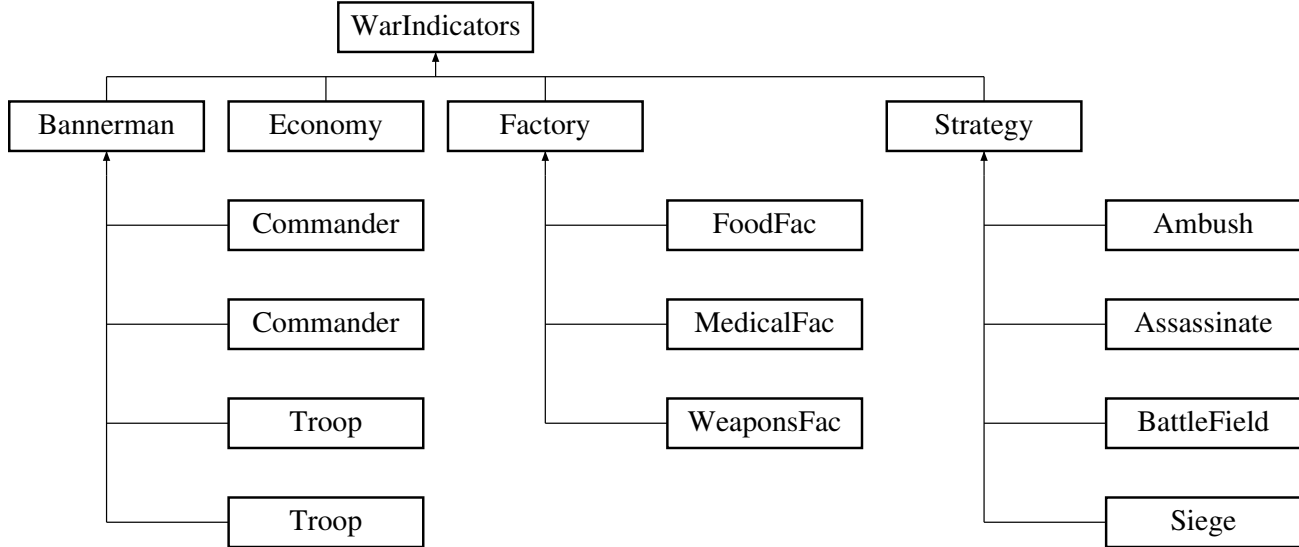 WarIndicators
Bannerman
Economy
Factory
Strategy
Commander
FoodFac
Ambush
Commander
MedicalFac
Assassinate
Troop
WeaponsFac
BattleField
Troop
Siege